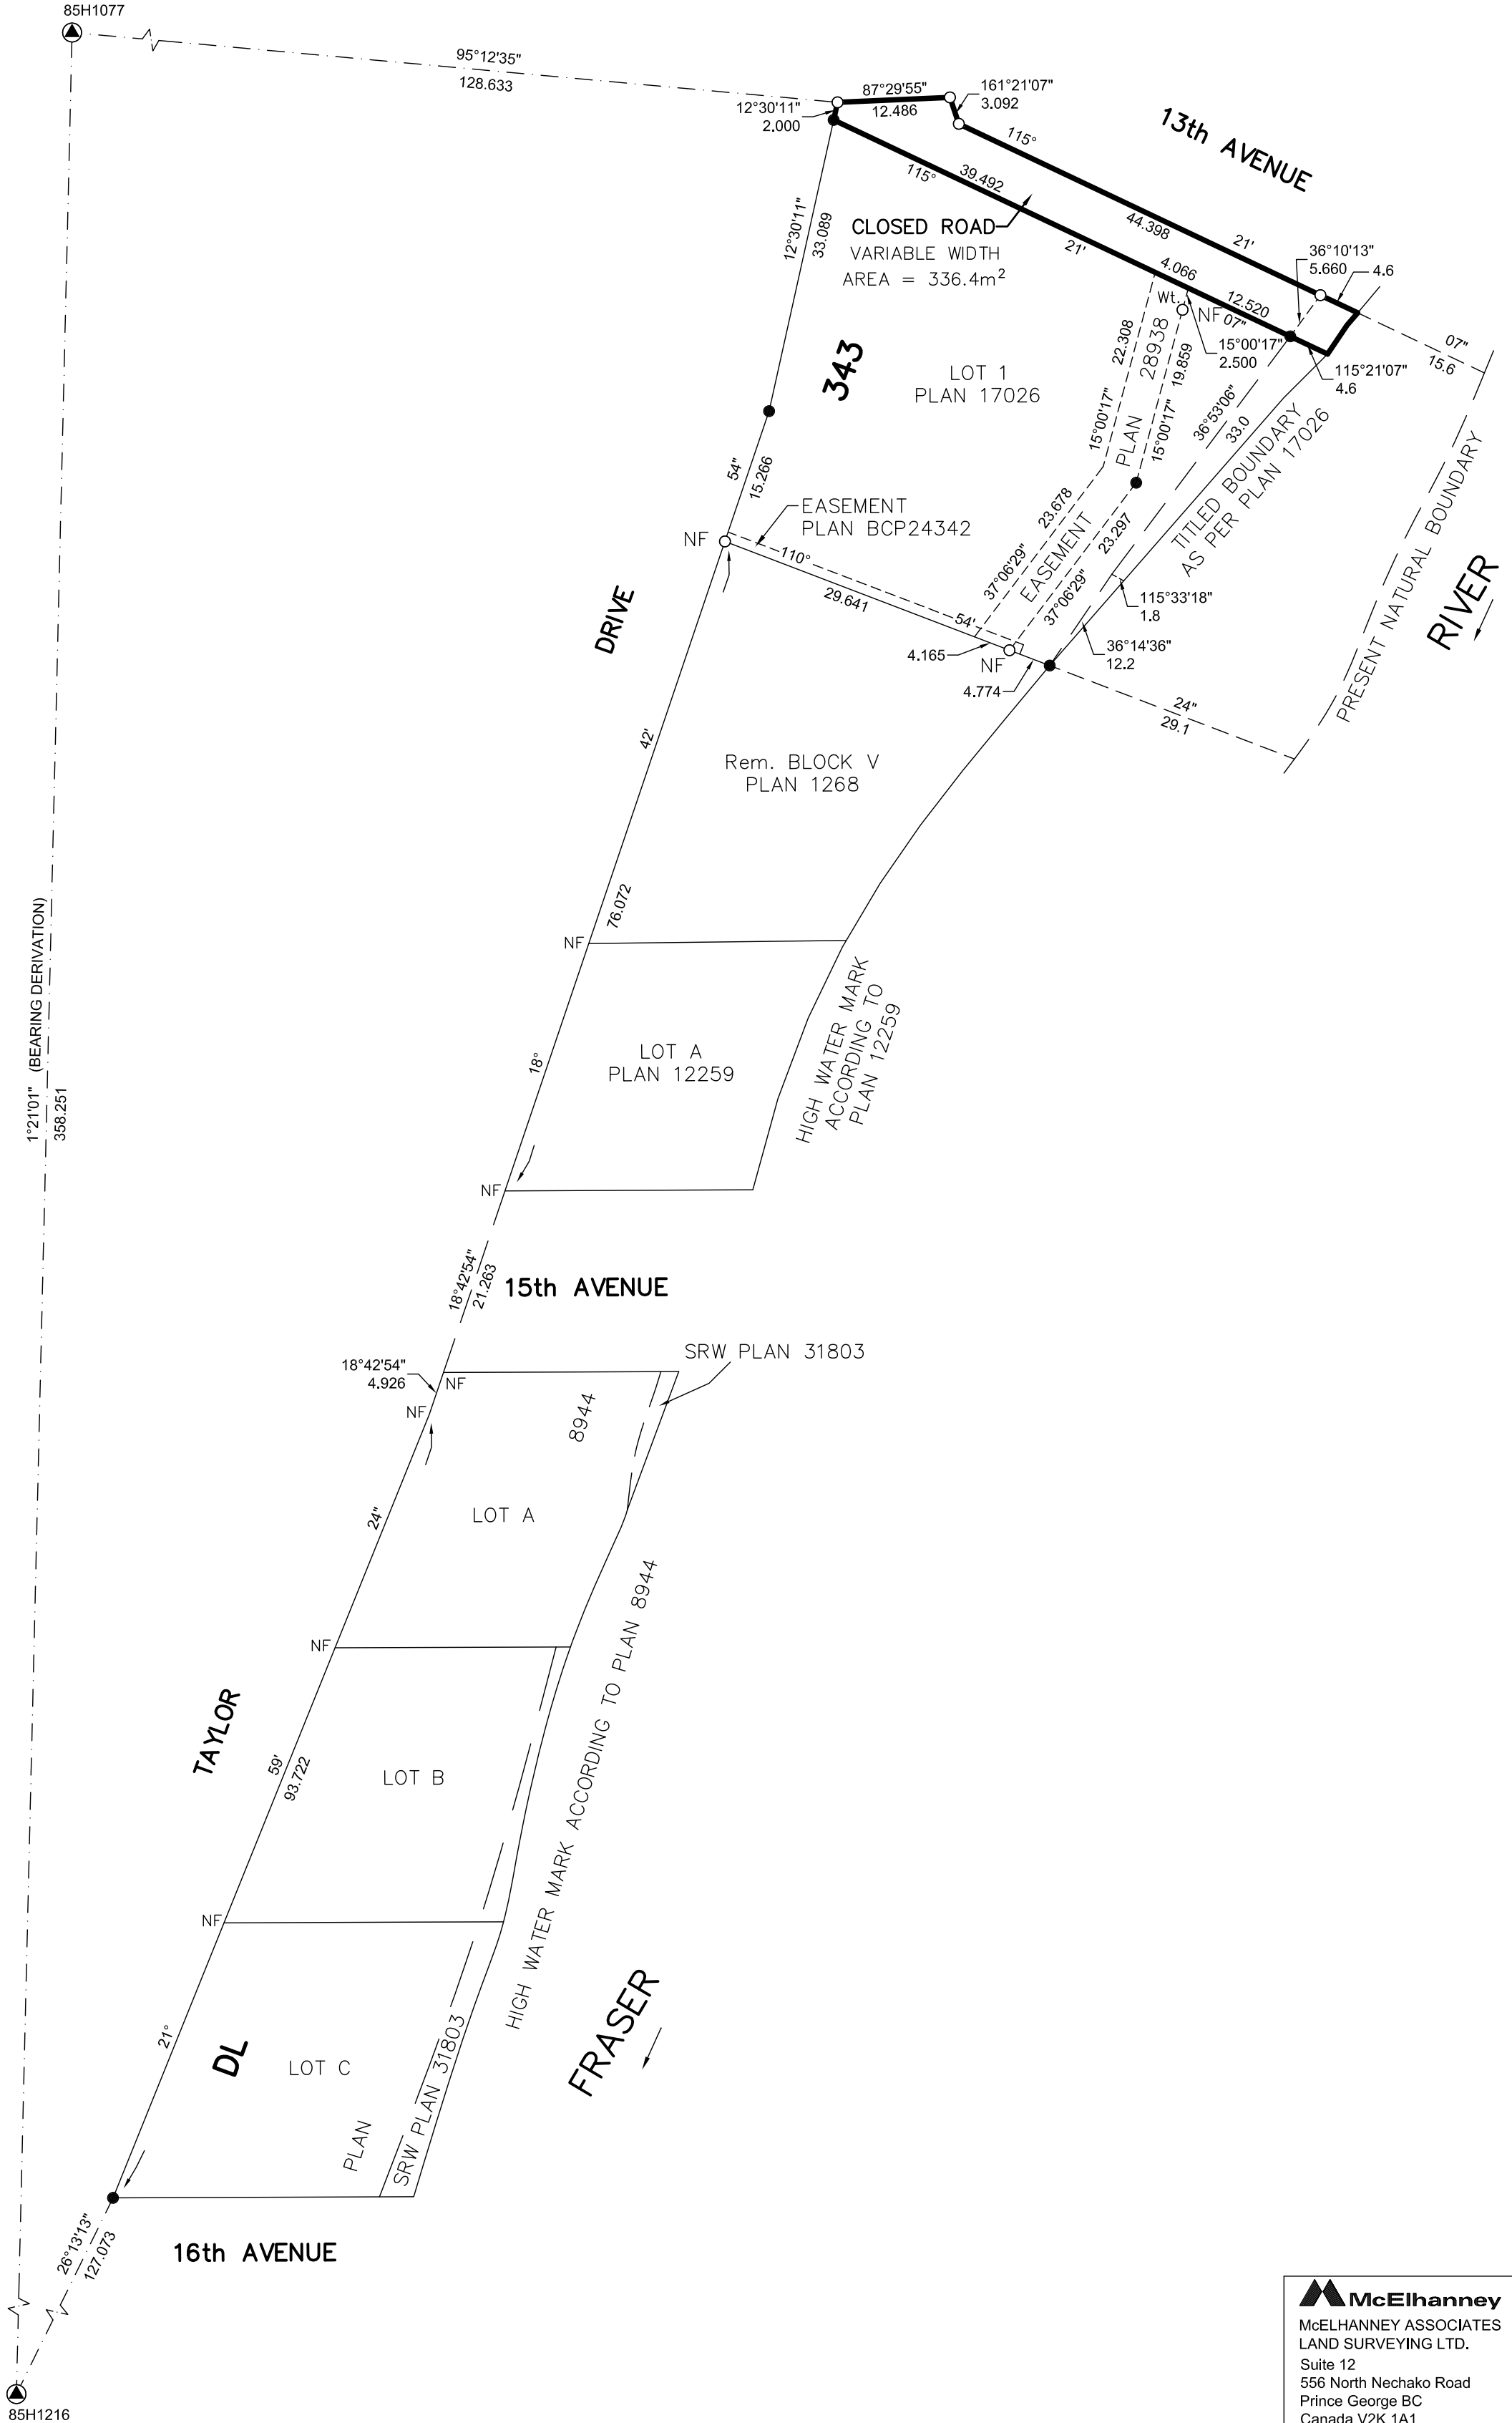 85H1077
95°12'35"
128.633
87°29'55"
12.486
161°21'07"
3.092
12°30'11"
2.000
13th AVENUE
115°
115°
39.492
44.398
21'
21'
CLOSED ROAD
VARIABLE WIDTH
AREA = 336.4m²
12°30'11"
33.089
36°10'13"
5.660
4.6
4.066
12.520
Wt.
NF
07"
15°00'17"
2.500
07"
15.6
115°21'07"
4.6
343
LOT 1
PLAN 17026
22.308
15°00'17"
28938
PLAN
EASEMENT
19.859
15°00'17"
36°53'06"
33.0
TITLED BOUNDARY
AS PER PLAN 17026
PRESENT NATURAL BOUNDARY
RIVER
54"
15.266
EASEMENT
PLAN BCP24342
NF
110°
29.641
54'
23.678
37°06'29"
23.297
37°06'29"
115°33'18"
1.8
36°14'36"
12.2
4.165
NF
4.774
24"
29.1
DRIVE
42'
76.072
Rem. BLOCK V
PLAN 1268
NF
HIGH WATER MARK
ACCORDING TO
PLAN 12259
LOT A
PLAN 12259
18°
NF
1°21'01" (BEARING DERIVATION)
358.251
18°42'54"
21.263
15th AVENUE
SRW PLAN 31803
18°42'54"
4.926
NF
NF
8944
24"
LOT A
NF
HIGH WATER MARK ACCORDING TO PLAN 8944
TAYLOR
59'
93.722
LOT B
NF
21°
DL
LOT C
PLAN
SRW PLAN 31803
FRASER
26°13'13"
127.073
16th AVENUE
85H1216
McElhanney
McELHANNEY ASSOCIATES
LAND SURVEYING LTD.
Suite 12
556 North Nechako Road
Prince George BC
Canada V2K 1A1